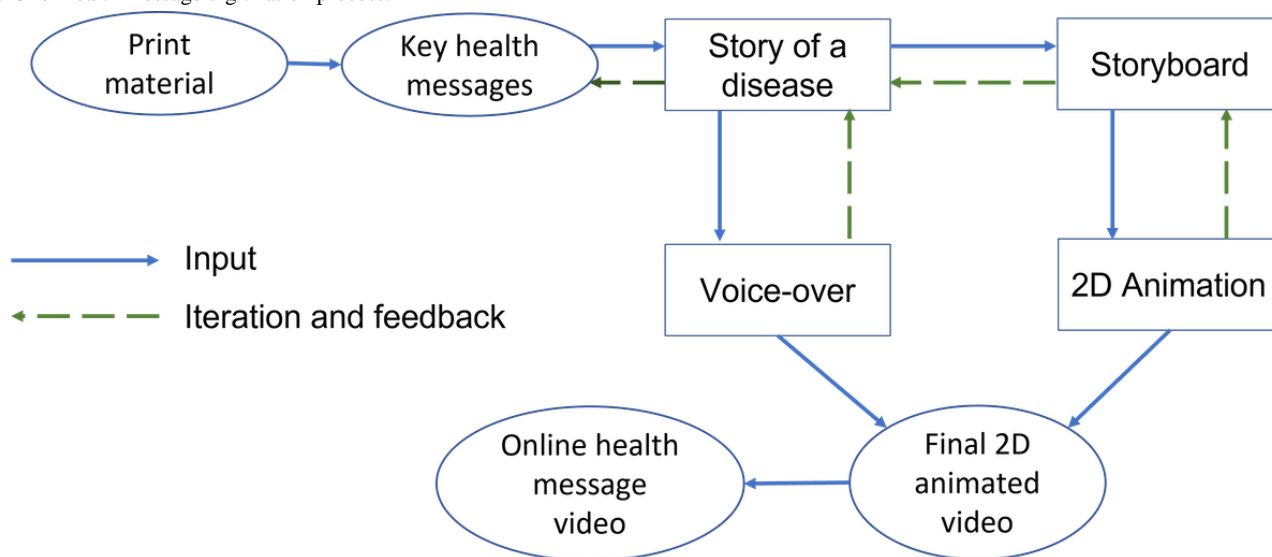 Print
material
Key health
messages
Story of a
disease
Storyboard
Input
Iteration and feedback
Voice-over
2D Animation
Online health
message
video
Final 2D
animated
video